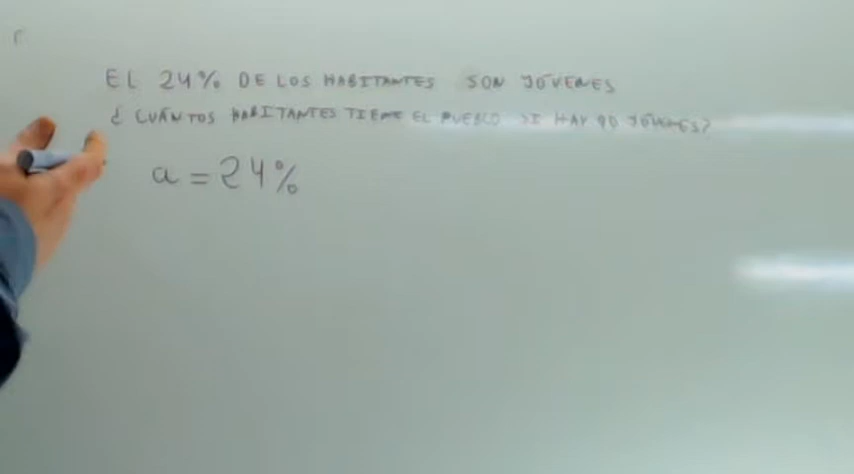 EL 24% DE LOS HABITANTES SON JÓVENES
¿ CUÁNTOS HABITANTES TIENE EL PUEBLO SI HAY 90 JÓVENES?
a = 24%